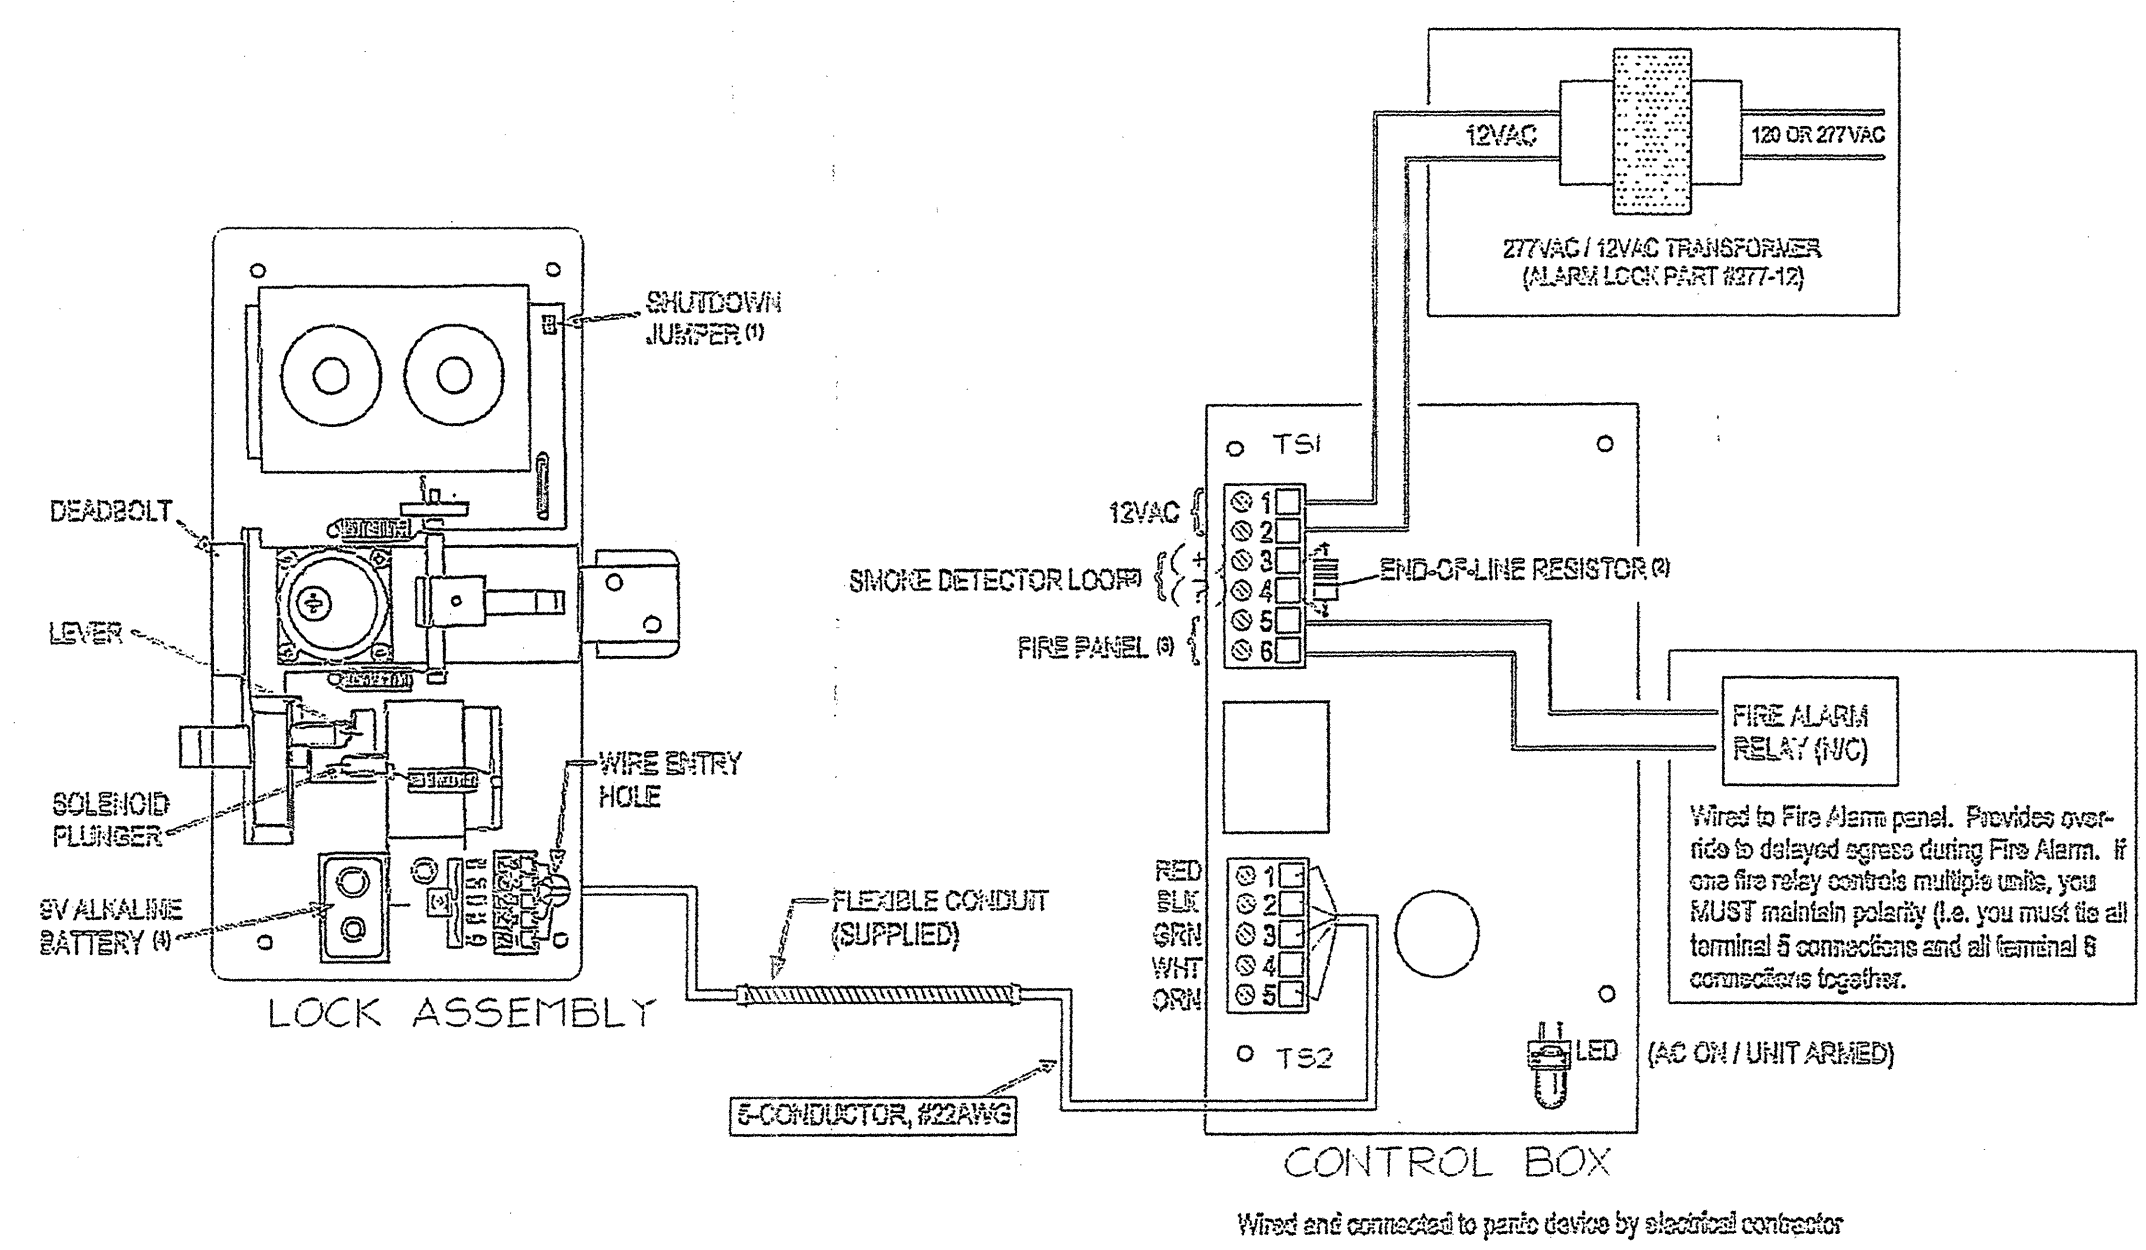 12VAC
120 OR 277VAC
277VAC / 12VAC TRANSFORMER
(ALARM LOCK PART #277-12)
SHUTDOWN
JUMPER (1)
DEADBOLT
LEVER
SOLENOID
PLUNGER
9V ALKALINE
BATTERY (4)
WIRE ENTRY
HOLE
LOCK ASSEMBLY
FLEXIBLE CONDUIT
(SUPPLIED)
5-CONDUCTOR, #22AWG
TS1
12VAC
1
2
SMOKE DETECTOR LOOP
+
-
3
4
END-OF-LINE RESISTOR (2)
FIRE PANEL (3)
5
6
FIRE ALARM
RELAY (N/C)
Wired to Fire Alarm panel. Provides over-
ride to delayed egress during Fire Alarm. If
one fire relay controls multiple units, you
MUST maintain polarity (i.e. you must tie all
terminal 5 connections and all terminal 6
connections together.
RED 1
BLK 2
GRN 3
WHT 4
ORN 5
TS2
LED (AC ON / UNIT ARMED)
CONTROL BOX
Wired and connected to panic device by electrical contractor